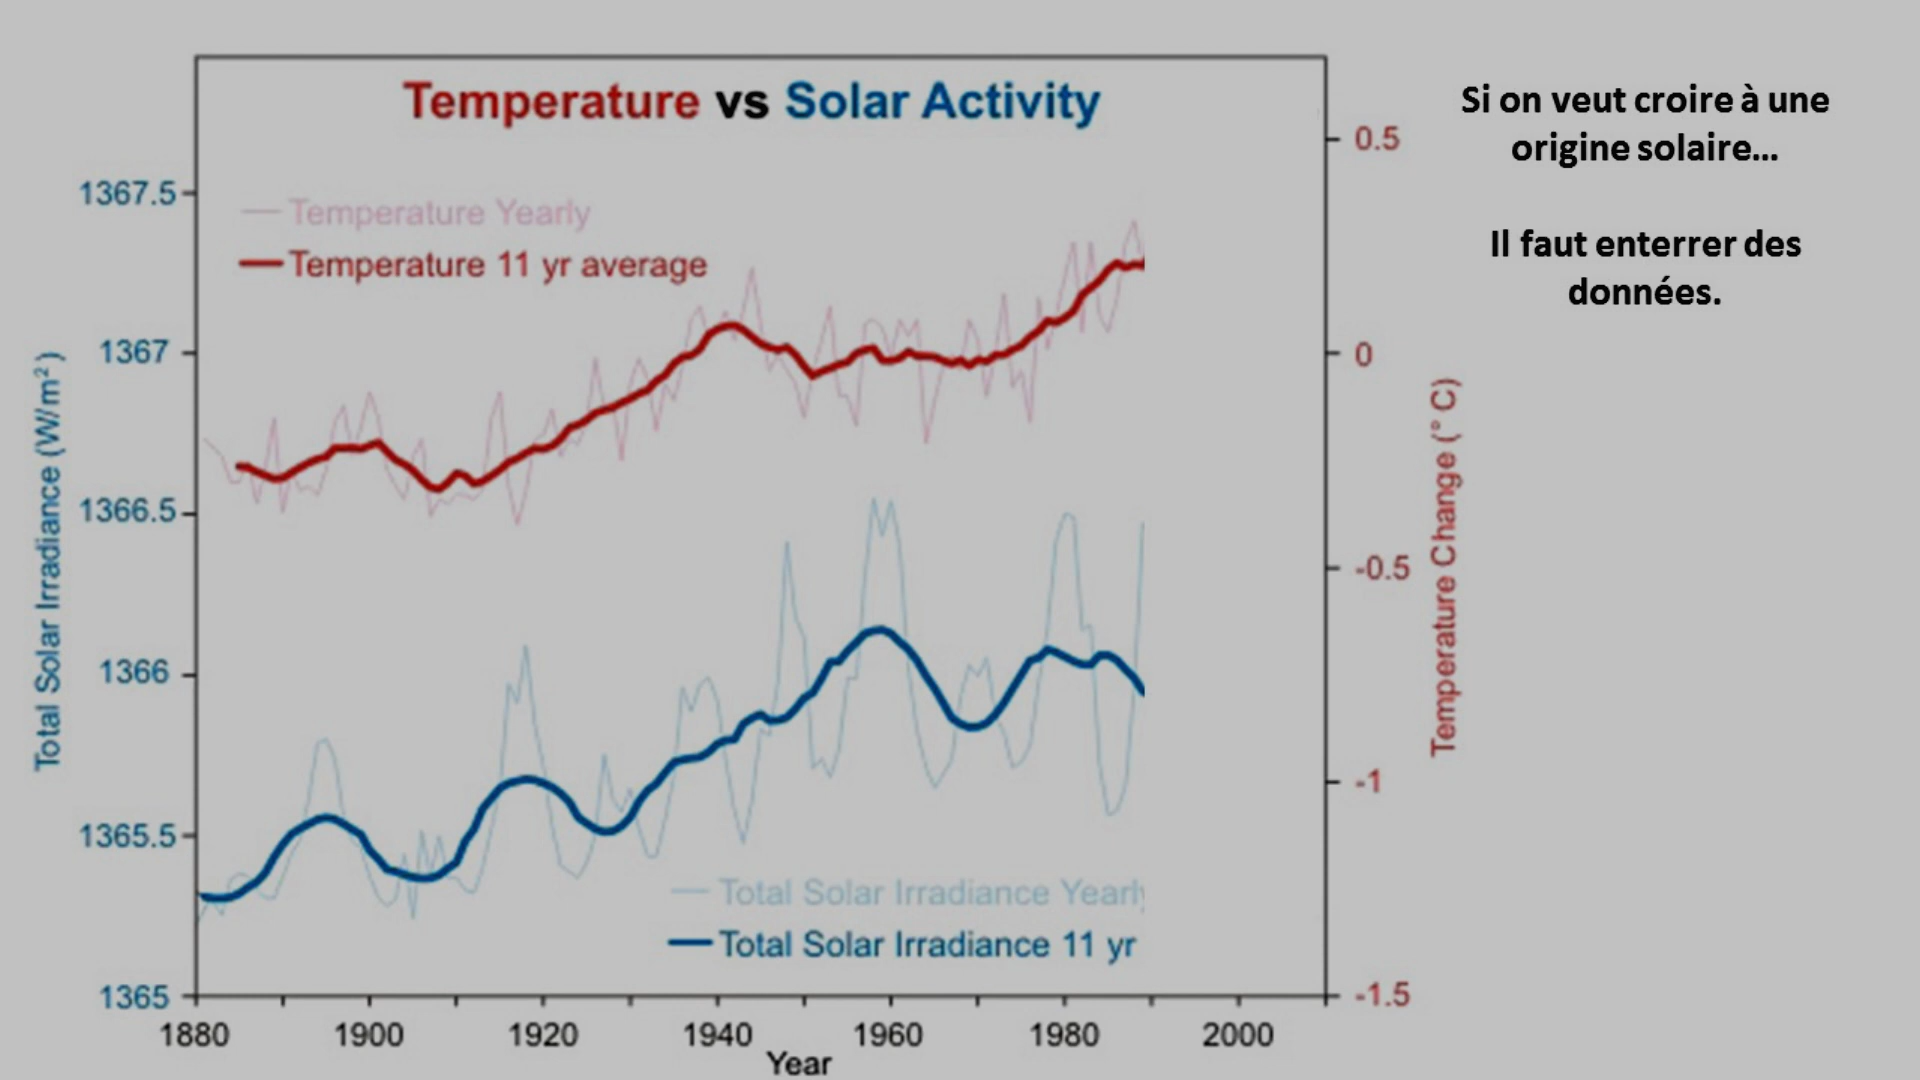 Temperature vs Solar Activity
Si on veut croire à une
origine solaire...
Il faut enterrer des
données.
Temperature Yearly
Temperature 11 yr average
Total Solar Irradiance Yearly
Total Solar Irradiance 11 yr
Total Solar Irradiance (W/m²)
1367.5
1367
1366.5
1366
1365.5
1365
Temperature Change (° C)
0.5
0
-0.5
-1
-1.5
1880 1900 1920 1940 1960 1980 2000
Year